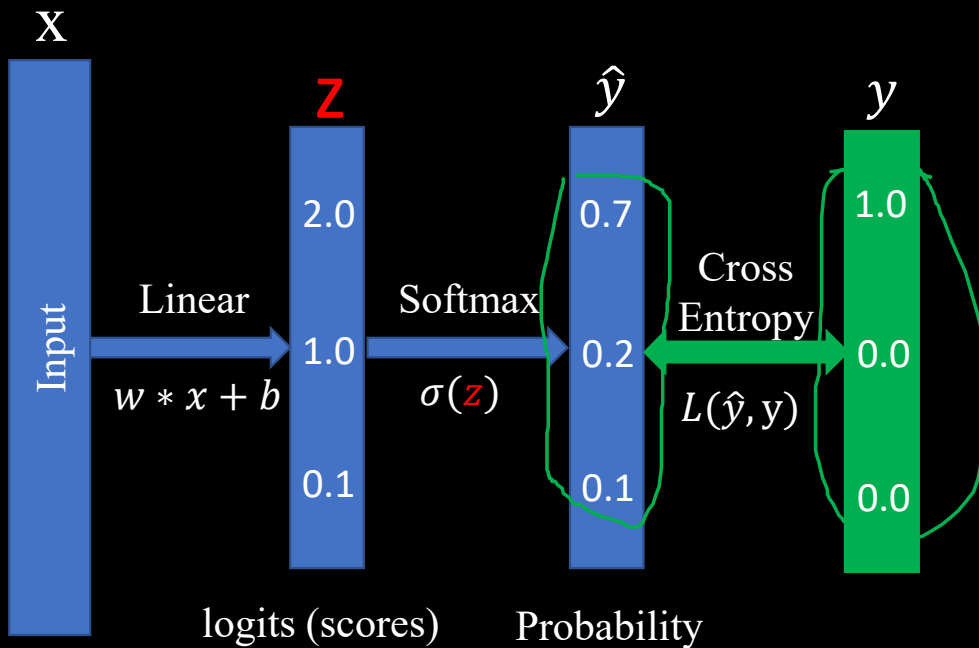 X
Input
Linear
w * x + b
Z
2.0
1.0
0.1
logits (scores)
Softmax
σ(z)
ŷ
0.7
0.2
0.1
Probability
Cross
Entropy
L(ŷ, y)
y
1.0
0.0
0.0